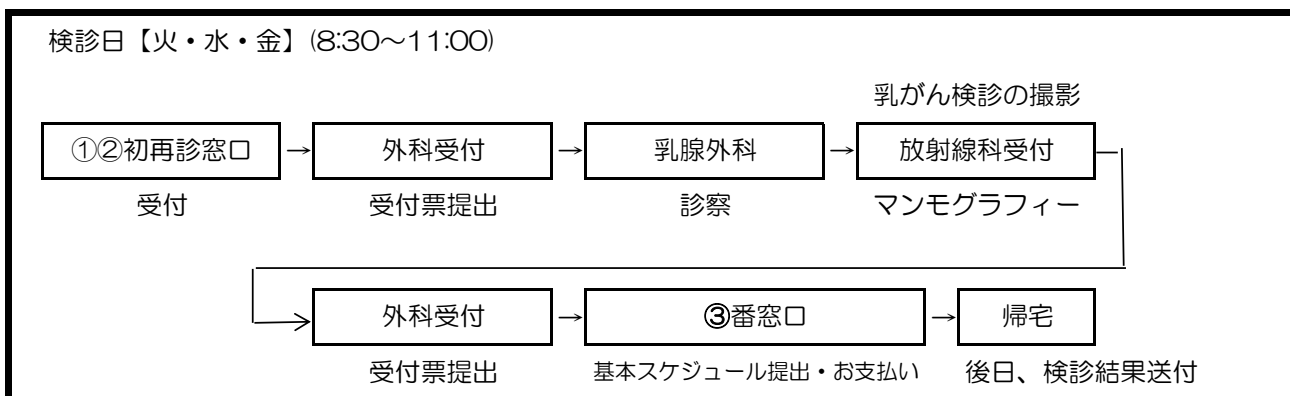 検診日【火・水・金】(8:30～11:00)
乳がん検診の撮影
①②初再診窓口 → 外科受付 → 乳腺外科 → 放射線科受付
受付 受付票提出 診察 マンモグラフィー
外科受付 → ③番窓口 → 帰宅
受付票提出 基本スケジュール提出・お支払い 後日、検診結果送付